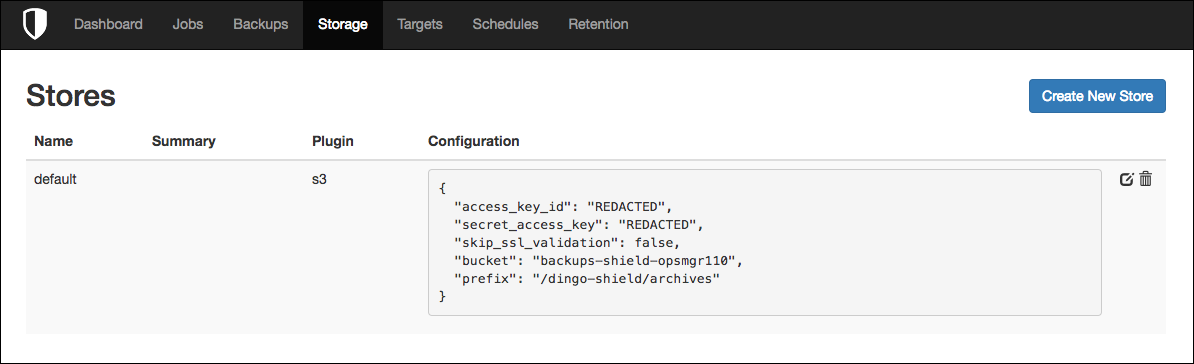 Dashboard Jobs Backups Storage Targets Schedules Retention
Stores
Create New Store
Name Summary Plugin Configuration
default s3
{
"access_key_id": "REDACTED",
"secret_access_key": "REDACTED",
"skip_ssl_validation": false,
"bucket": "backups-shield-opsmgr110",
"prefix": "/dingo-shield/archives"
}